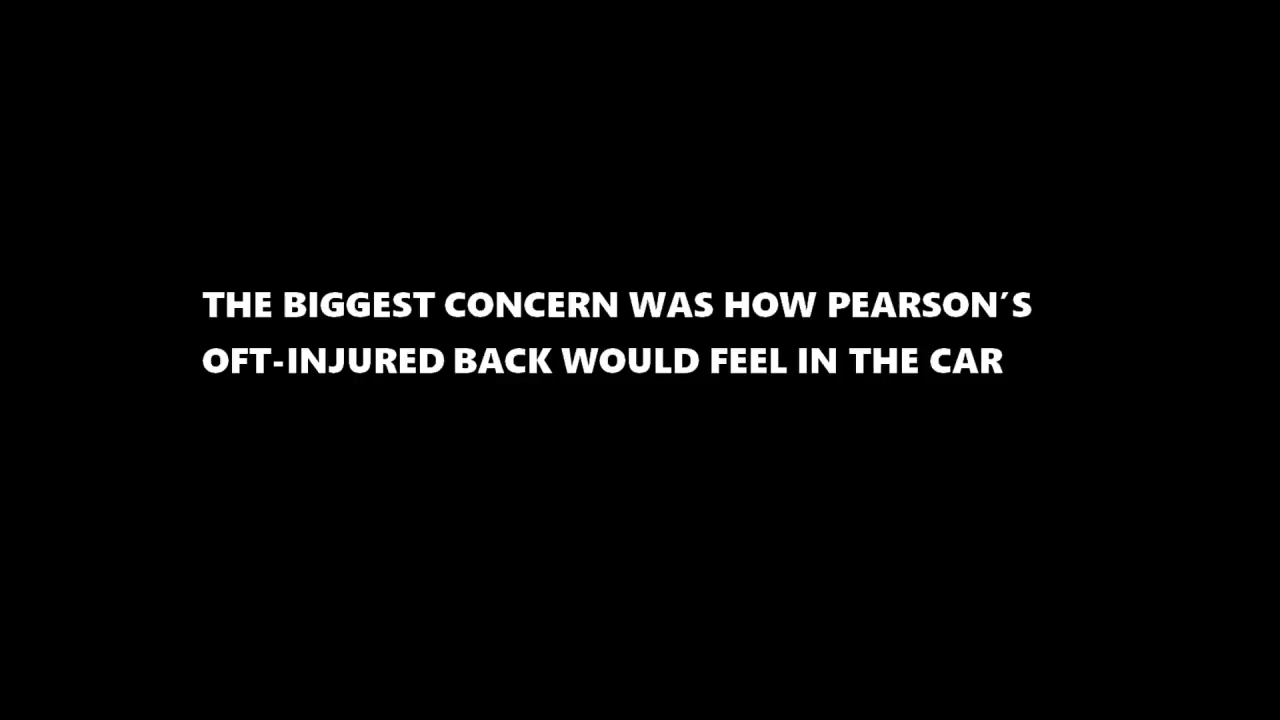 THE BIGGEST CONCERN WAS HOW PEARSON’S
OFT-INJURED BACK WOULD FEEL IN THE CAR